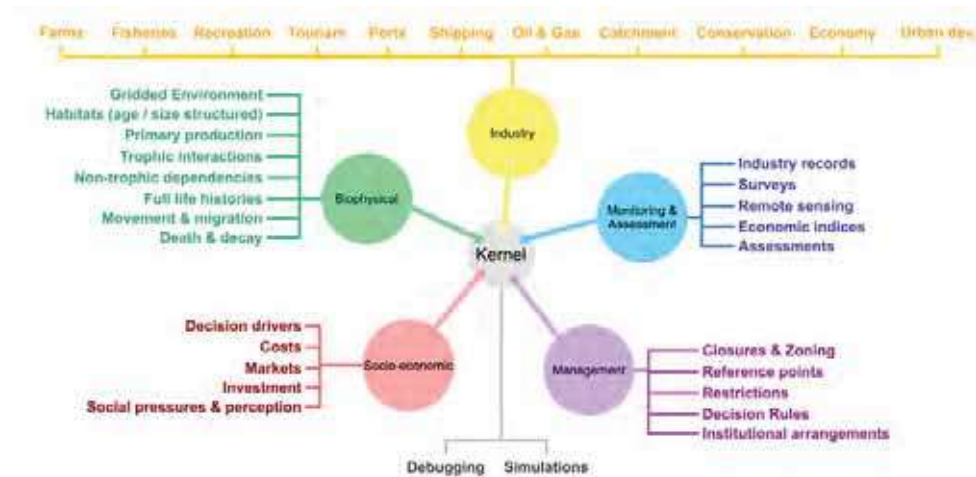 Farms Fisheries Recreation Tourism Ports Shipping Oil & Gas Catchment Conservation Economy Urban dev.
Industry
Gridded Environment
Habitats (age / size structured)
Primary production
Trophic interactions
Non-trophic dependencies
Full life histories
Movement & migration
Death & decay
Biophysical
Monitoring &
Assessment
Industry records
Surveys
Remote sensing
Economic indices
Assessments
Kernel
Decision drivers
Costs
Markets
Investment
Social pressures & perception
Socio-economic
Management
Closures & Zoning
Reference points
Restrictions
Decision Rules
Institutional arrangements
Debugging Simulations